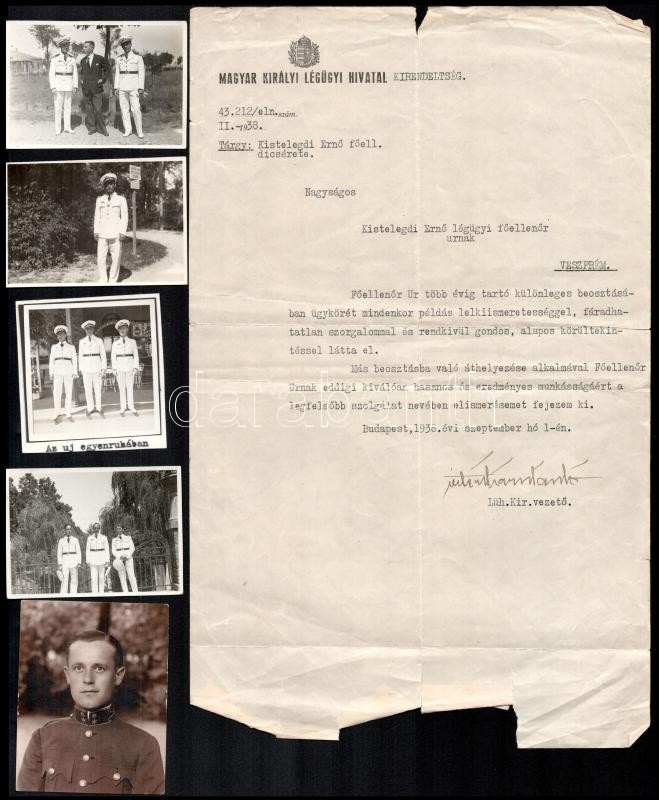 MAGYAR KIRÁLYI LÉGÜGYI HIVATAL KIRENDELTSÉG.
43.212/eln.szám.
II.-1938.
Tárgy: Kistelegdi Ernő főell.
dicsérete.
Nagyságos
Kistelegdi Ernő légügyi főellenőr
urnak
VESZPRÉM.
Főellenőr Ur több évig tartó különleges beosztásá-
ban ügykörét mindenkor példás lelkiismeretességgel, fáradha-
tatlan szorgalommal és rendkivül gondos, alapos körültekin-
téssel látta el.
Más beosztásba való áthelyezése alkalmával Főellenőr
Urnak eddigi kiválóan hasznos és eredményes munkásságáért a
legfelsőbb szolgálat nevében elismerésemet fejezem ki.
Budapest,1938.évi szeptember hó 1-én.
Lüh.Kir.vezető.
Az uj egyenruhában
darabanth